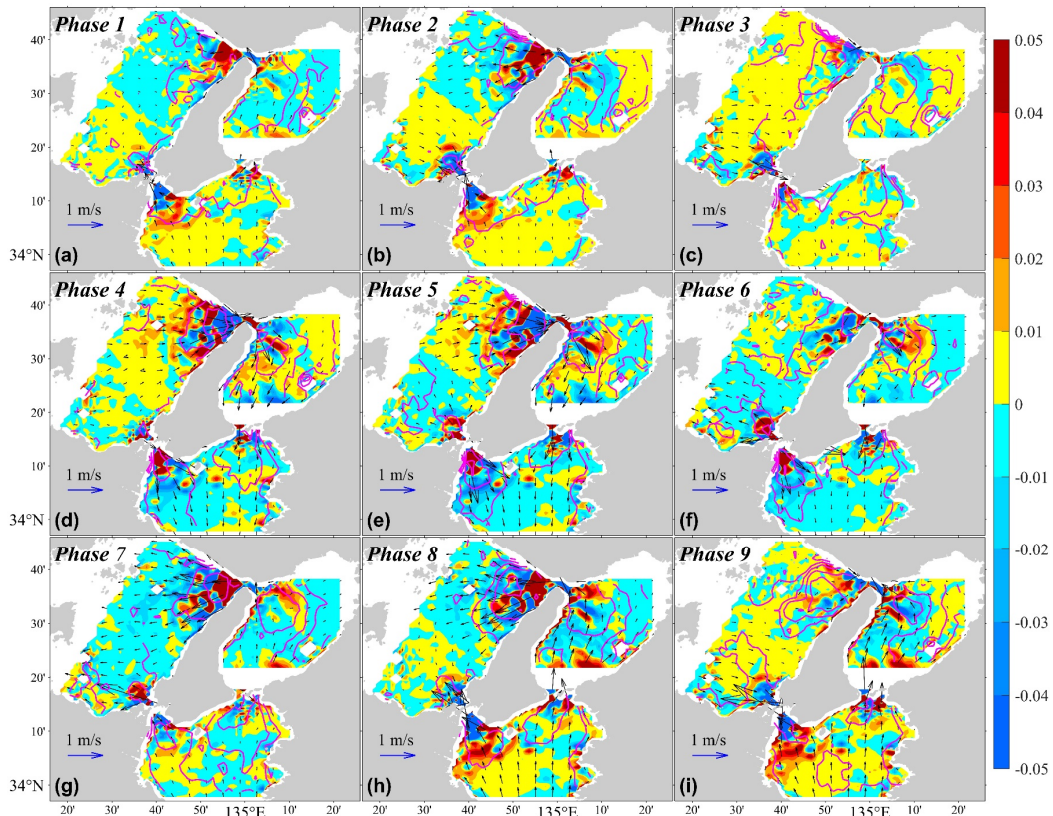 Phase 1 Phase 2 Phase 3
40'
30'
20'
10'
34°N
1 m/s 1 m/s 1 m/s
(a) (b) (c)
Phase 4 Phase 5 Phase 6
40'
30'
20'
10'
34°N
1 m/s 1 m/s 1 m/s
(d) (e) (f)
Phase 7 Phase 8 Phase 9
40'
30'
20'
10'
34°N
1 m/s 1 m/s 1 m/s
(g) (h) (i)
20' 30' 40' 50' 135°E 10' 20' 20' 30' 40' 50' 135°E 10' 20' 20' 30' 40' 50' 135°E 10' 20'
0.05
0.04
0.03
0.02
0.01
0
-0.01
-0.02
-0.03
-0.04
-0.05